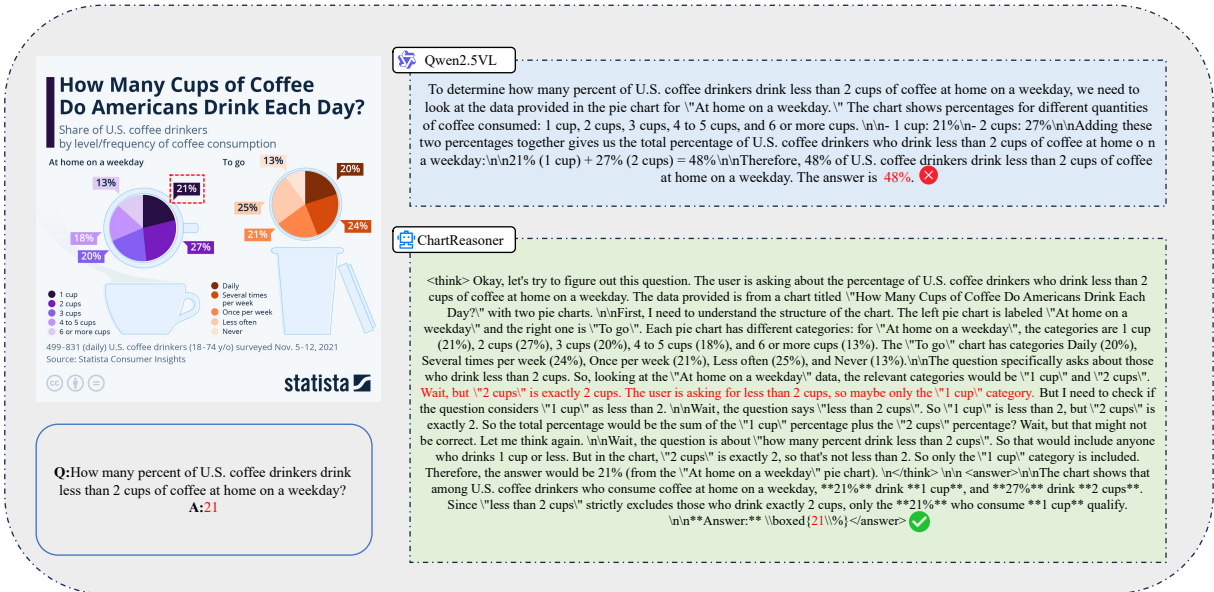 How Many Cups of Coffee
Do Americans Drink Each Day?
Share of U.S. coffee drinkers
by level/frequency of coffee consumption
At home on a weekday
13%
21%
18%
20%
27%
1 cup
2 cups
3 cups
4 to 5 cups
6 or more cups
To go
13%
20%
25%
21%
24%
Daily
Several times
per week
Once per week
Less often
Never
499-831 (daily) U.S. coffee drinkers (18-74 y/o) surveyed Nov. 5-12, 2021
Source: Statista Consumer Insights
cc
statista
Q:How many percent of U.S. coffee drinkers drink
less than 2 cups of coffee at home on a weekday?
A:21
Qwen2.5VL
To determine how many percent of U.S. coffee drinkers drink less than 2 cups of coffee at home on a weekday, we need to
look at the data provided in the pie chart for \"At home on a weekday. \" The chart shows percentages for different quantities
of coffee consumed: 1 cup, 2 cups, 3 cups, 4 to 5 cups, and 6 or more cups. \n\n- 1 cup: 21%\n- 2 cups: 27%\n\nAdding these
two percentages together gives us the total percentage of U.S. coffee drinkers who drink less than 2 cups of coffee at home o n
a weekday:\n\n21% (1 cup) + 27% (2 cups) = 48%\n\nTherefore, 48% of U.S. coffee drinkers drink less than 2 cups of coffee
at home on a weekday. The answer is 48%.
ChartReasoner
<think> Okay, let's try to figure out this question. The user is asking about the percentage of U.S. coffee drinkers who drink less than 2
cups of coffee at home on a weekday. The data provided is from a chart titled \"How Many Cups of Coffee Do Americans Drink Each
Day?\" with two pie charts. \n\nFirst, I need to understand the structure of the chart. The left pie chart is labeled \"At home on a
weekday\" and the right one is \"To go\". Each pie chart has different categories: for \"At home on a weekday\", the categories are 1 cup
(21%), 2 cups (27%), 3 cups (20%), 4 to 5 cups (18%), and 6 or more cups (13%). The \"To go\" chart has categories Daily (20%),
Several times per week (24%), Once per week (21%), Less often (25%), and Never (13%).\n\nThe question specifically asks about those
who drink less than 2 cups. So, looking at the \"At home on a weekday\" data, the relevant categories would be \"1 cup\" and \"2 cups\".
Wait, but \"2 cups\" is exactly 2 cups. The user is asking for less than 2 cups, so maybe only the \"1 cup\" category. But I need to check if
the question considers \"1 cup\" as less than 2. \n\nWait, the question says \"less than 2 cups\". So \"1 cup\" is less than 2, but \"2 cups\" is
exactly 2. So the total percentage would be the sum of the \"1 cup\" percentage plus the \"2 cups\" percentage? Wait, but that might not
be correct. Let me think again. \n\nWait, the question is about \"how many percent drink less than 2 cups\". So that would include anyone
who drinks 1 cup or less. But in the chart, \"2 cups\" is exactly 2, so that's not less than 2. So only the \"1 cup\" category is included.
Therefore, the answer would be 21% (from the \"At home on a weekday\" pie chart). \n</think> \n\n <answer>\n\nThe chart shows that
among U.S. coffee drinkers who consume coffee at home on a weekday, **21%** drink **1 cup**, and **27%** drink **2 cups**.
Since \"less than 2 cups\" strictly excludes those who drink exactly 2 cups, only the **21%** who consume **1 cup** qualify.
\n\n**Answer:** \\boxed{21\\%}</answer>